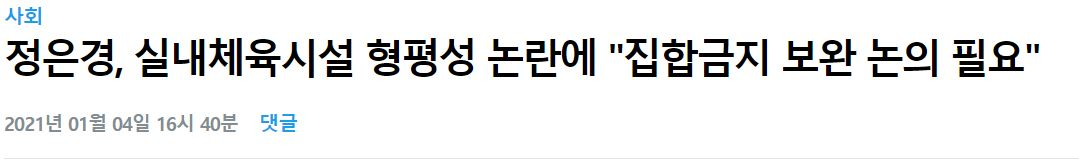 사회
정은경, 실내체육시설 형평성 논란에 "집합금지 보완 논의 필요"
2021년 01월 04일 16시 40분 댓글